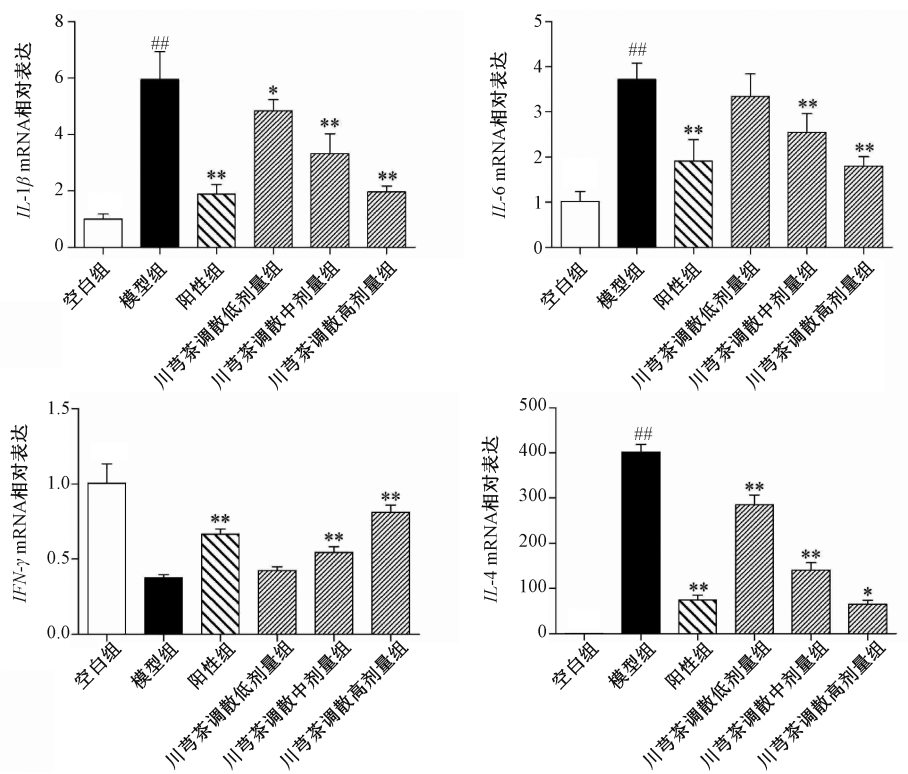 IL-1β mRNA相对表达
8
6
4
2
0
##
**
*
**
**
空白组
模型组
阳性组
川芎茶调散低剂量组
川芎茶调散中剂量组
川芎茶调散高剂量组
IL-6 mRNA相对表达
5
4
3
2
1
0
##
**
**
**
空白组
模型组
阳性组
川芎茶调散低剂量组
川芎茶调散中剂量组
川芎茶调散高剂量组
IFN-γ mRNA相对表达
1.5
1.0
0.5
0.0
**
**
**
空白组
模型组
阳性组
川芎茶调散低剂量组
川芎茶调散中剂量组
川芎茶调散高剂量组
IL-4 mRNA相对表达
500
400
300
200
100
0
##
**
**
**
*
空白组
模型组
阳性组
川芎茶调散低剂量组
川芎茶调散中剂量组
川芎茶调散高剂量组